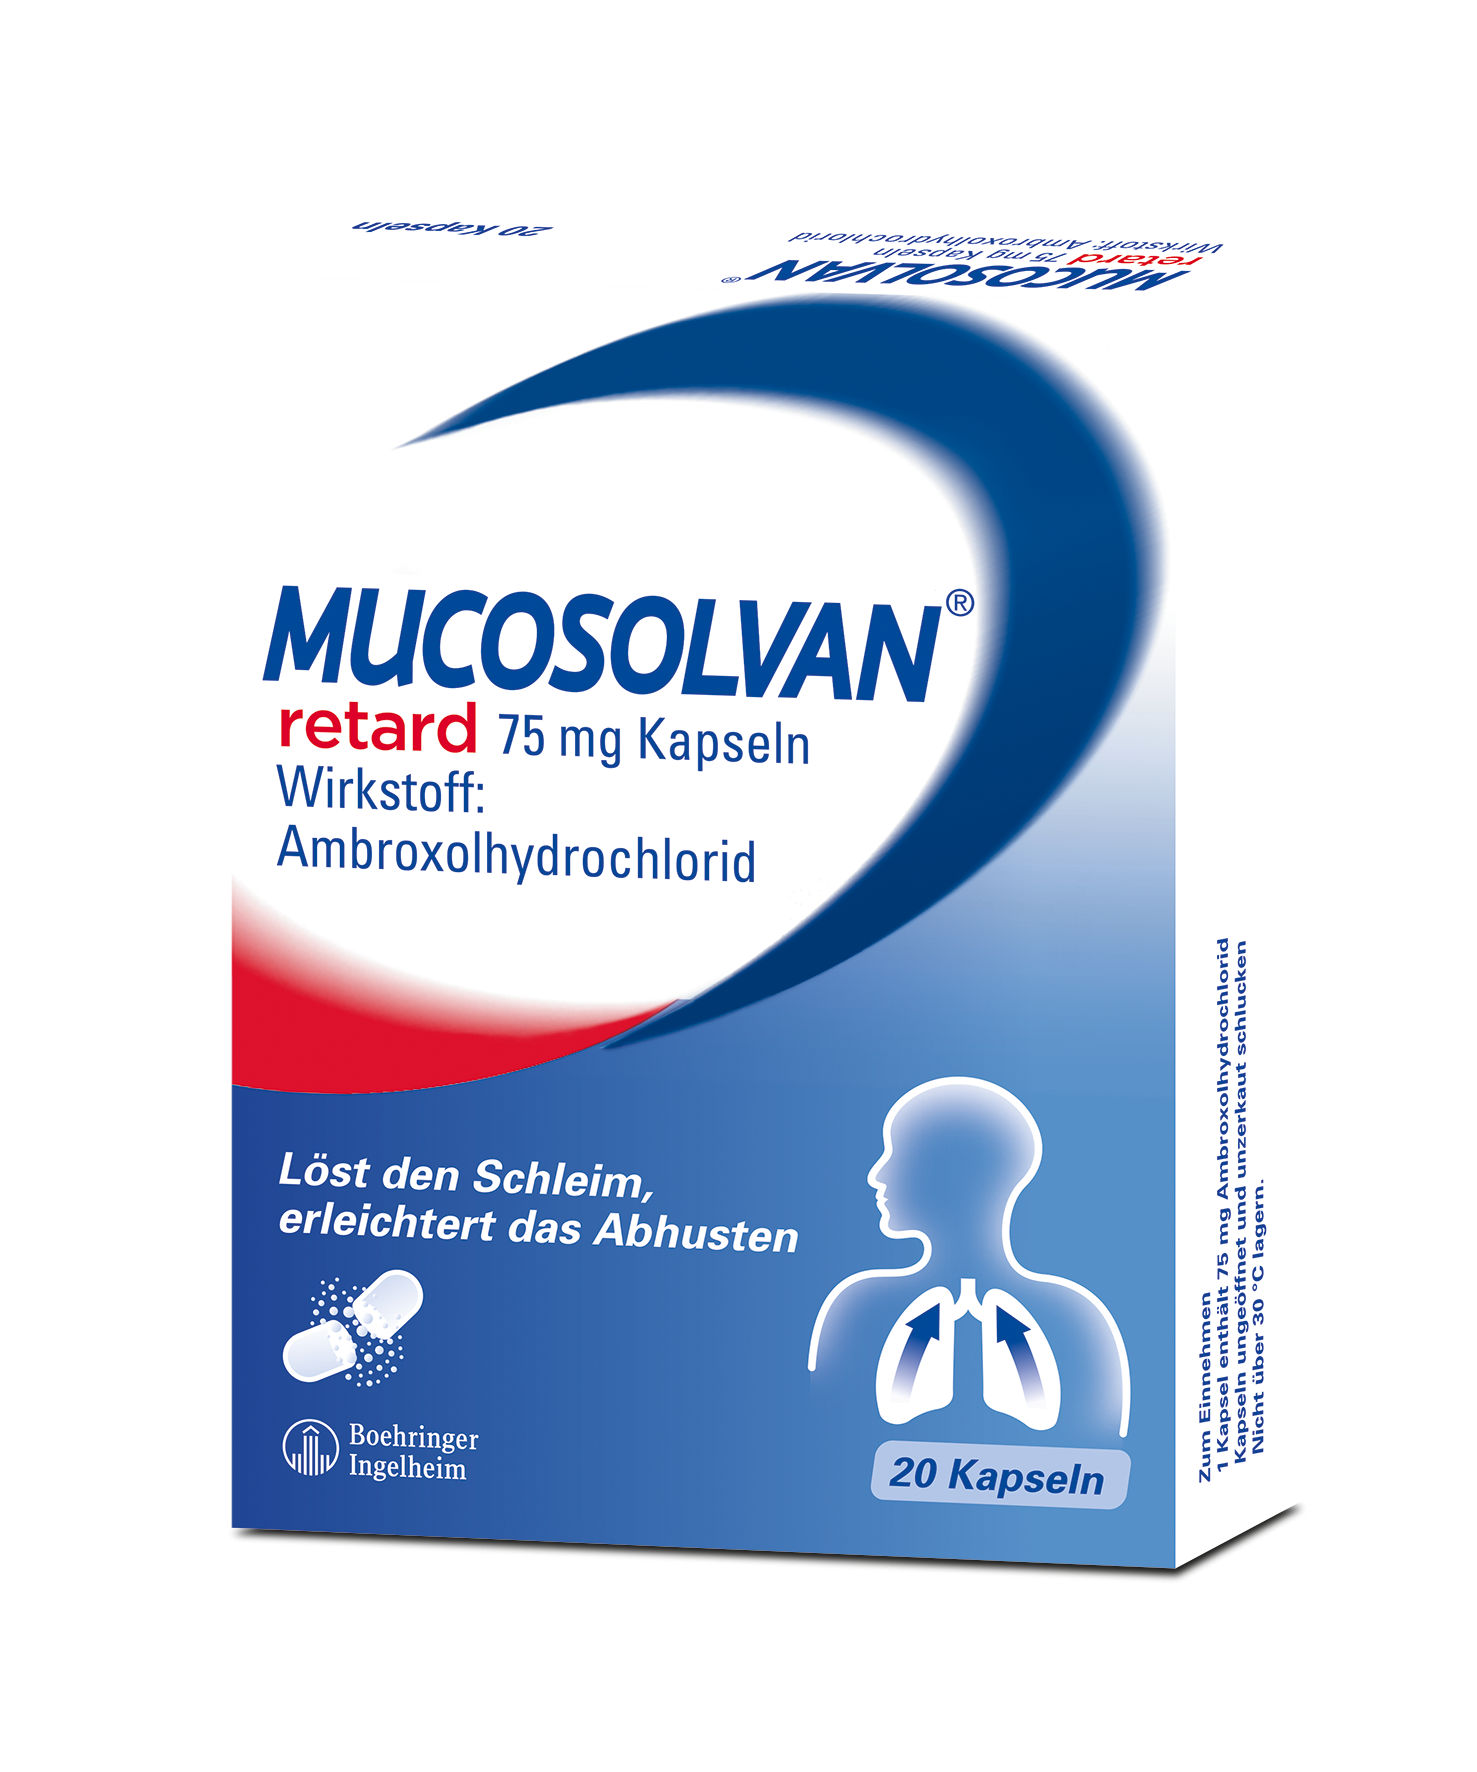 20 Kapseln
MUCOSOLVAN®
retard 75 mg Kapseln
Wirkstoff: Ambroxolhydrochlorid
MUCOSOLVAN®
retard 75 mg Kapseln
Wirkstoff:
Ambroxolhydrochlorid
Löst den Schleim,
erleichtert das Abhusten
Boehringer
Ingelheim
20 Kapseln
Zum Einnehmen
1 Kapsel enthält 75 mg Ambroxolhydrochlorid
Kapseln ungeöffnet und unzerkaut schlucken
Nicht über 30 °C lagern.